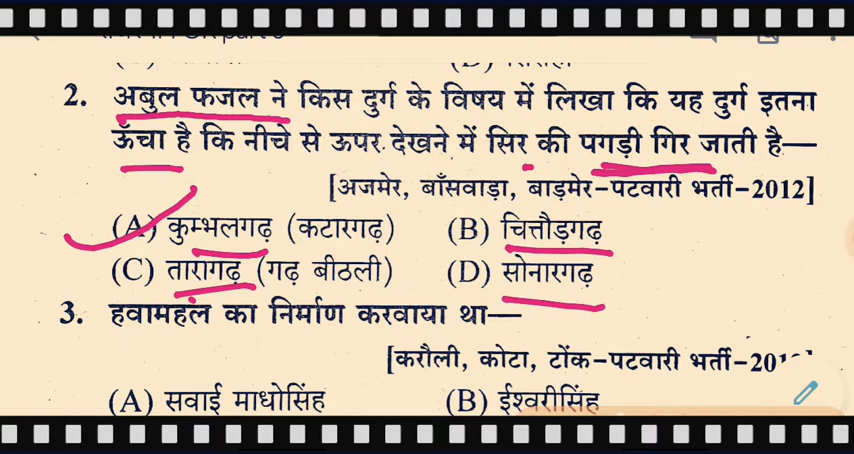 2. अबुल फजल ने किस दुर्ग के विषय में लिखा कि यह दुर्ग इतना
ऊँचा है कि नीचे से ऊपर देखने में सिर की पगड़ी गिर जाती है—
[अजमेर, बाँसवाड़ा, बाड़मेर-पटवारी भर्ती-2012]
(A) कुम्भलगढ़ (कटारगढ़) (B) चित्तौड़गढ़
(C) तारागढ़ (गढ़ बीठली) (D) सोनारगढ़
3. हवामहल का निर्माण करवाया था—
[करौली, कोटा, टोंक-पटवारी भर्ती-
(A) सवाई माधोसिंह (B) ईश्वरीसिंह